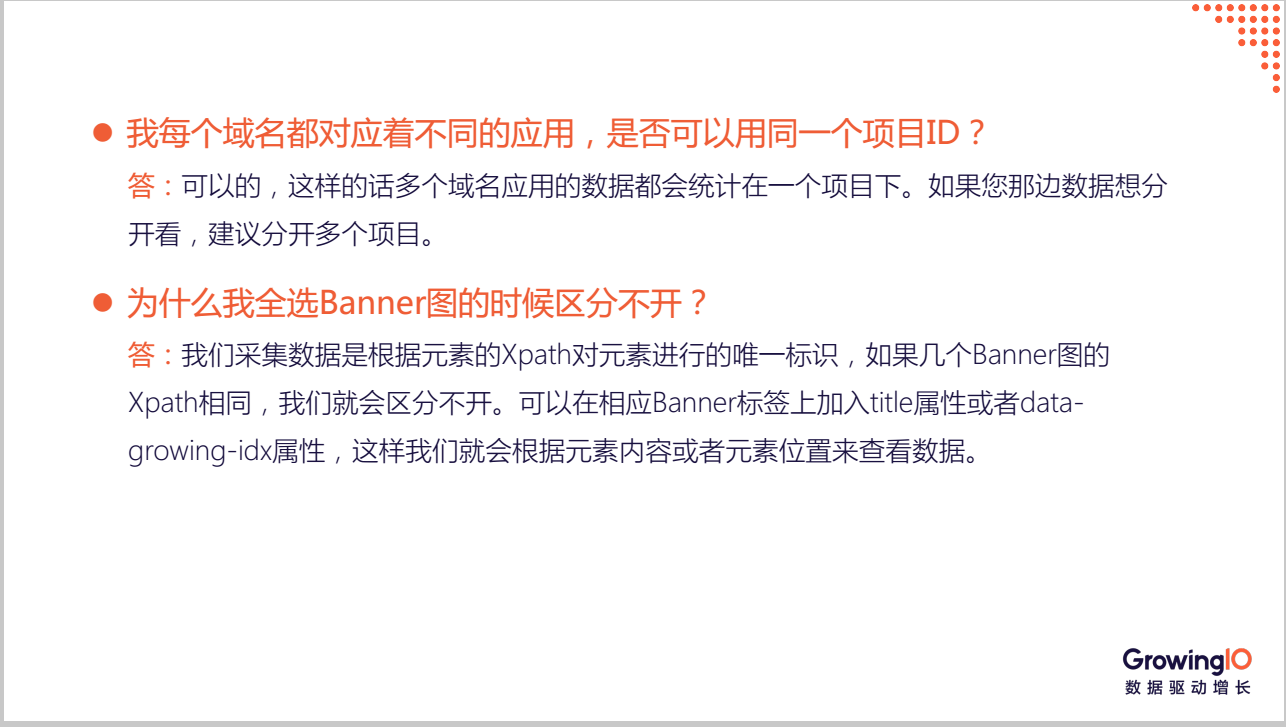 ● 我每个域名都对应着不同的应用，是否可以用同一个项目ID？
答：可以的，这样的话多个域名应用的数据都会统计在一个项目下。如果您那边数据想分
开看，建议分开多个项目。
● 为什么我全选Banner图的时候区分不开？
答：我们采集数据是根据元素的Xpath对元素进行的唯一标识，如果几个Banner图的
Xpath相同，我们就会区分不开。可以在相应Banner标签上加入title属性或者data-
growing-idx属性，这样我们就会根据元素内容或者元素位置来查看数据。
GrowingIO
数据驱动增长